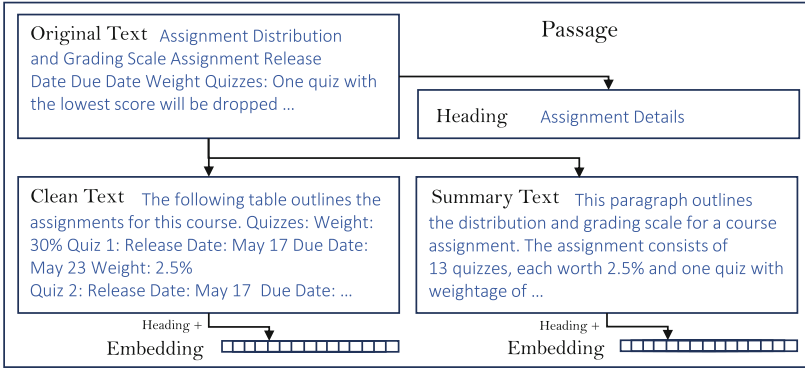 Passage
Original Text Assignment Distribution
and Grading Scale Assignment Release
Date Due Date Weight Quizzes: One quiz with
the lowest score will be dropped ...
Heading Assignment Details
Clean Text The following table outlines the
assignments for this course. Quizzes: Weight:
30% Quiz 1: Release Date: May 17 Due Date:
May 23 Weight: 2.5%
Quiz 2: Release Date: May 17 Due Date: ...
Summary Text This paragraph outlines
the distribution and grading scale for a course
assignment. The assignment consists of
13 quizzes, each worth 2.5% and one quiz with
weightage of ...
Heading +
Embedding
Heading +
Embedding